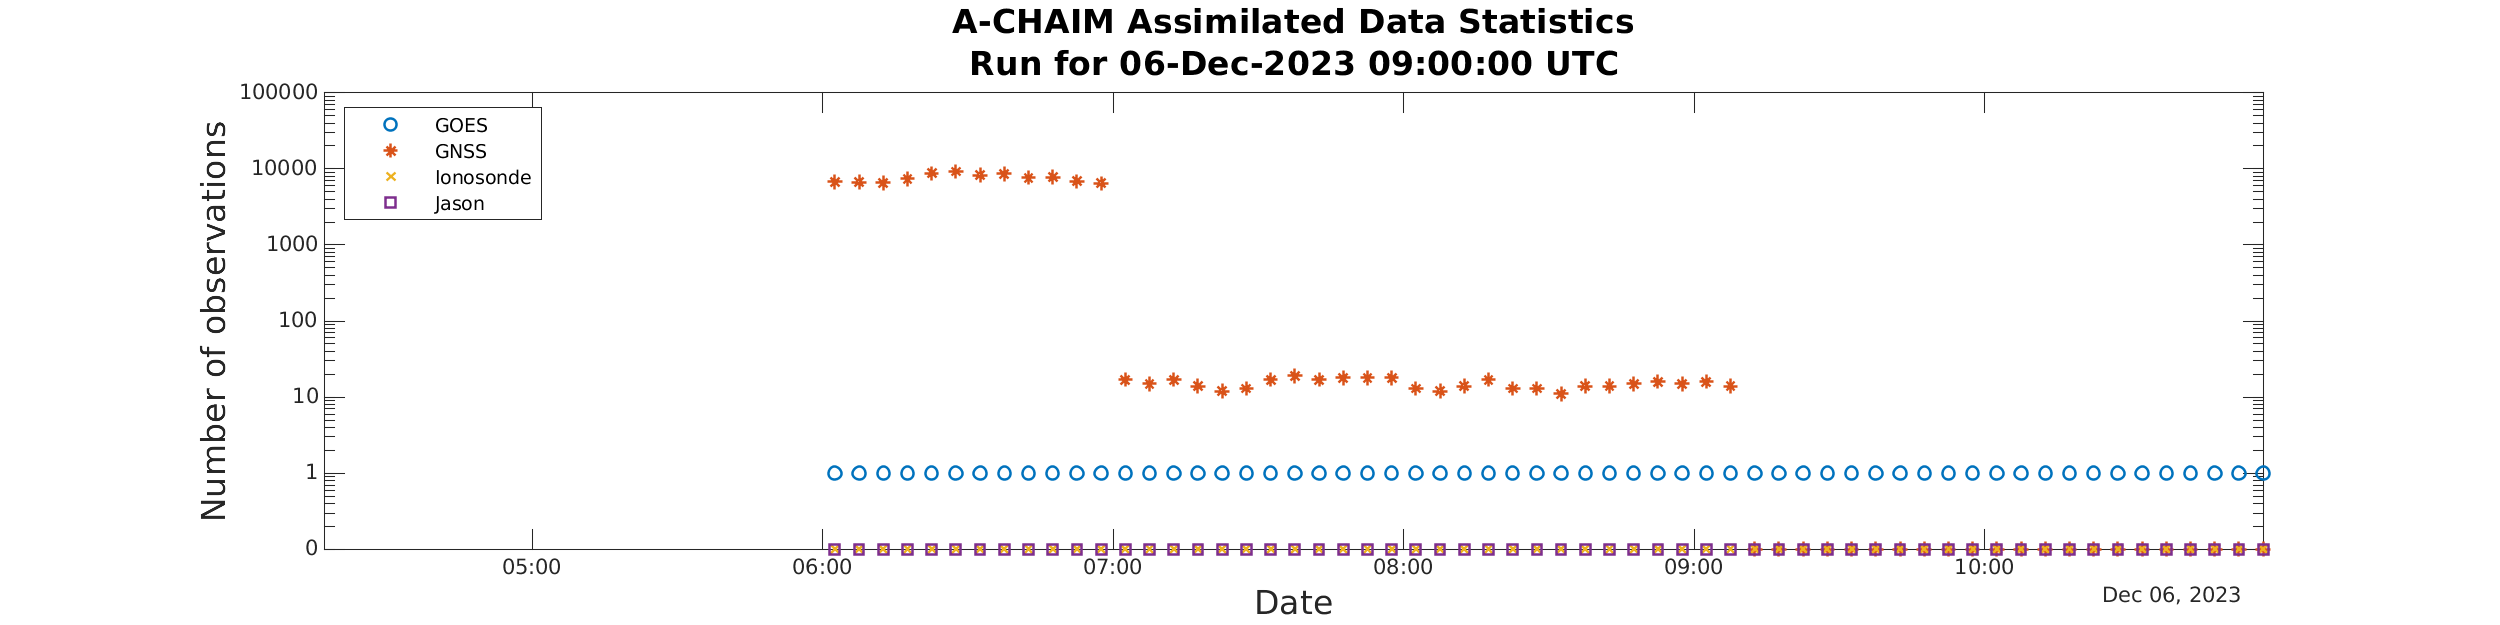 A-CHAIM Assimilated Data Statistics
Run for 06-Dec-2023 09:00:00 UTC
Number of observations
100000
10000
1000
100
10
1
0
GOES
GNSS
Ionosonde
Jason
05:00
06:00
07:00
08:00
09:00
10:00
Date
Dec 06, 2023